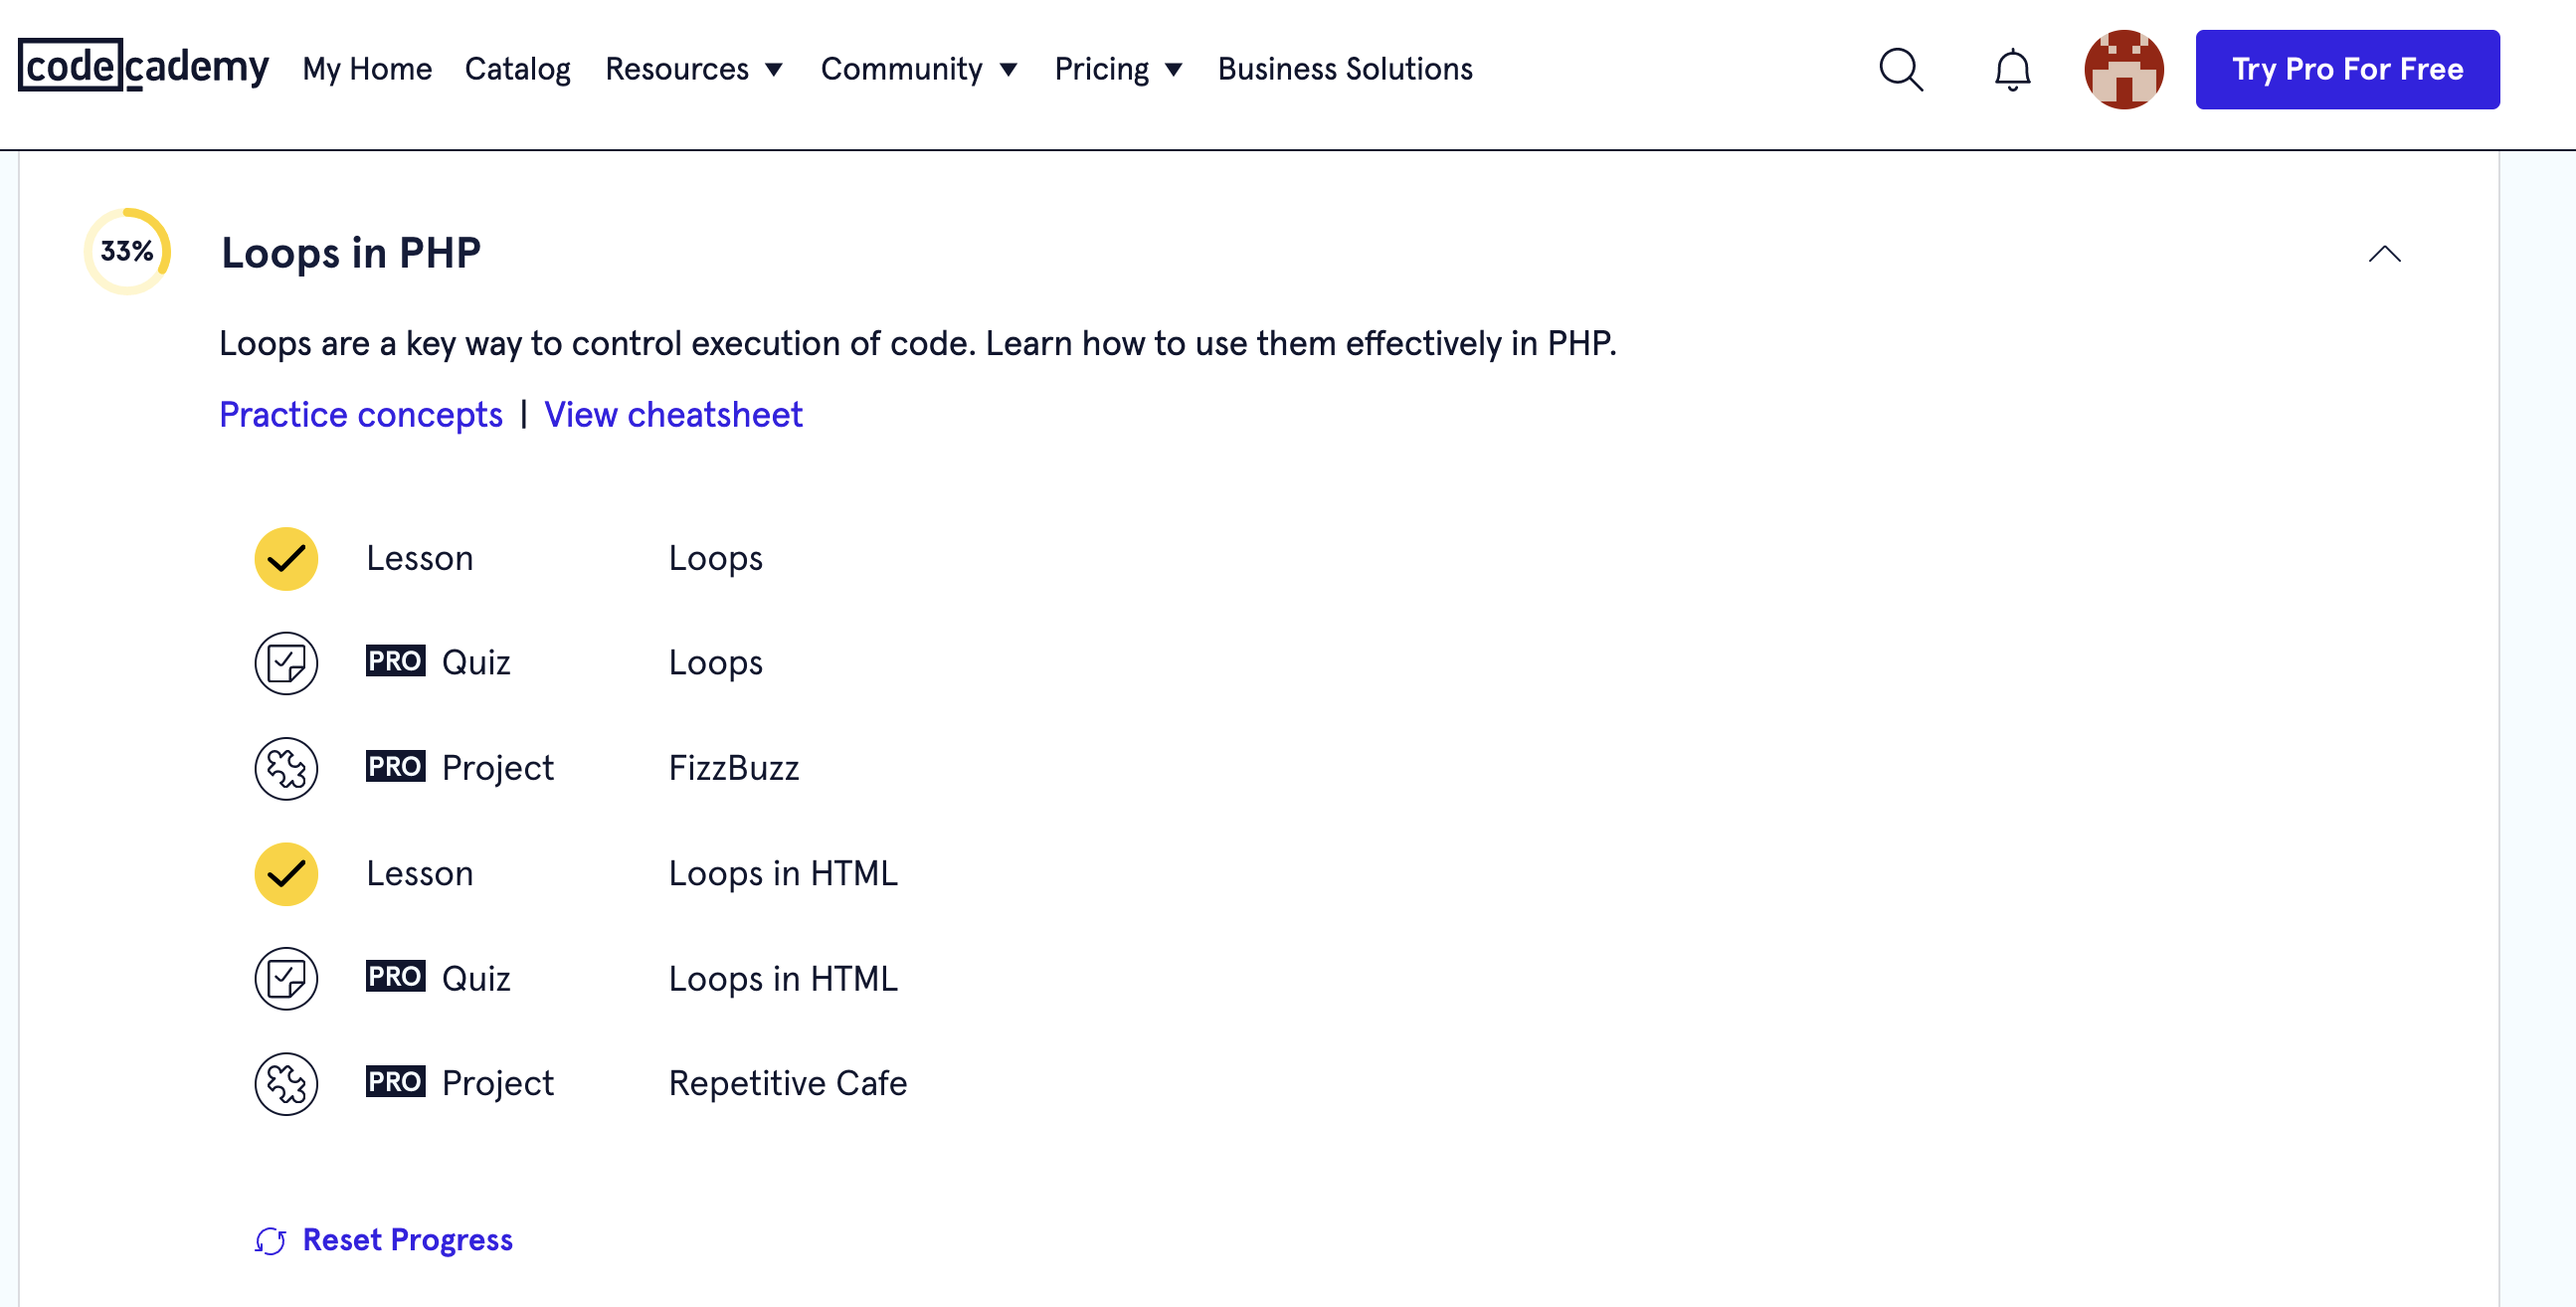 codecademy My Home Catalog Resources Community Pricing Business Solutions Try Pro For Free
33% Loops in PHP
Loops are a key way to control execution of code. Learn how to use them effectively in PHP.
Practice concepts | View cheatsheet
Lesson Loops
PRO Quiz Loops
PRO Project FizzBuzz
Lesson Loops in HTML
PRO Quiz Loops in HTML
PRO Project Repetitive Cafe
Reset Progress